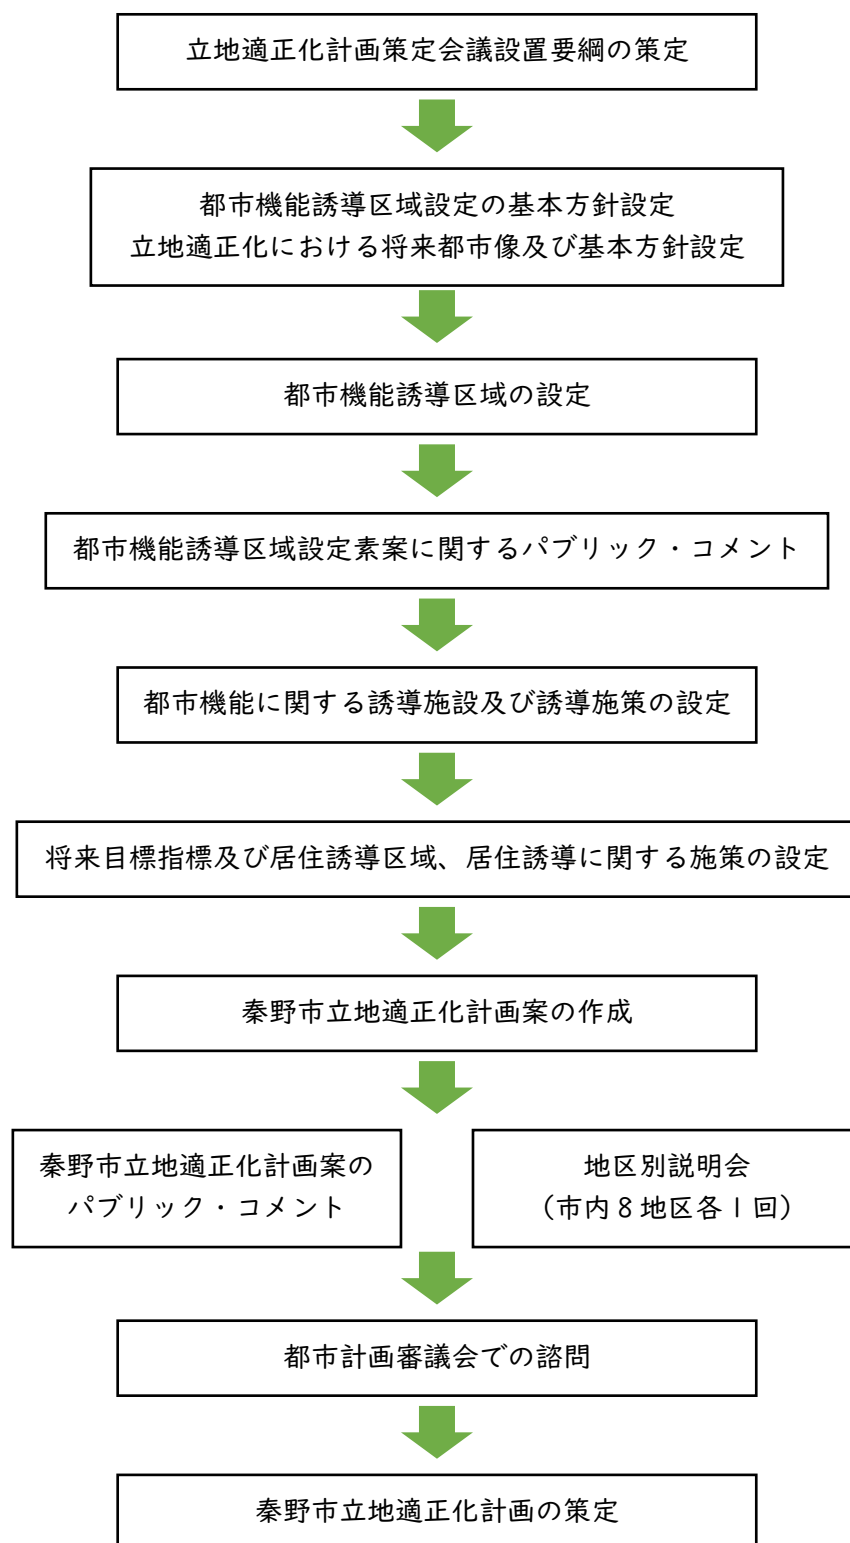 立地適正化計画策定会議設置要綱の策定
都市機能誘導区域設定の基本方針設定
立地適正化における将来都市像及び基本方針設定
都市機能誘導区域の設定
都市機能誘導区域設定素案に関するパブリック・コメント
都市機能に関する誘導施設及び誘導施策の設定
将来目標指標及び居住誘導区域、居住誘導に関する施策の設定
秦野市立地適正化計画案の作成
秦野市立地適正化計画案の
パブリック・コメント
地区別説明会
（市内８地区各１回）
都市計画審議会での諮問
秦野市立地適正化計画の策定